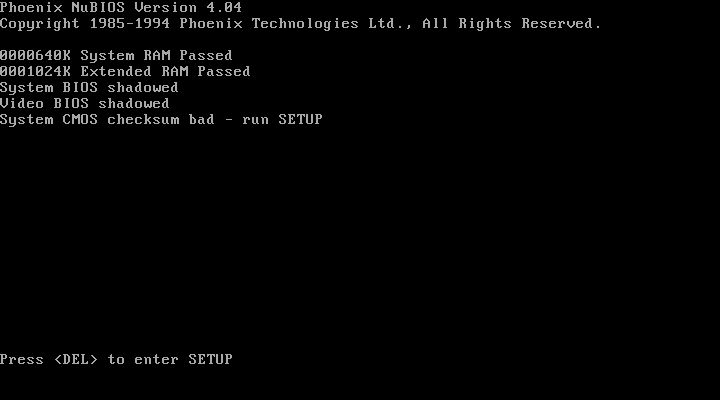 Phoenix NuBIOS Version 4.04
Copyright 1985-1994 Phoenix Technologies Ltd., All Rights Reserved.
0000640K System RAM Passed
0001024K Extended RAM Passed
System BIOS shadowed
Video BIOS shadowed
System CMOS checksum bad - run SETUP
Press <DEL> to enter SETUP